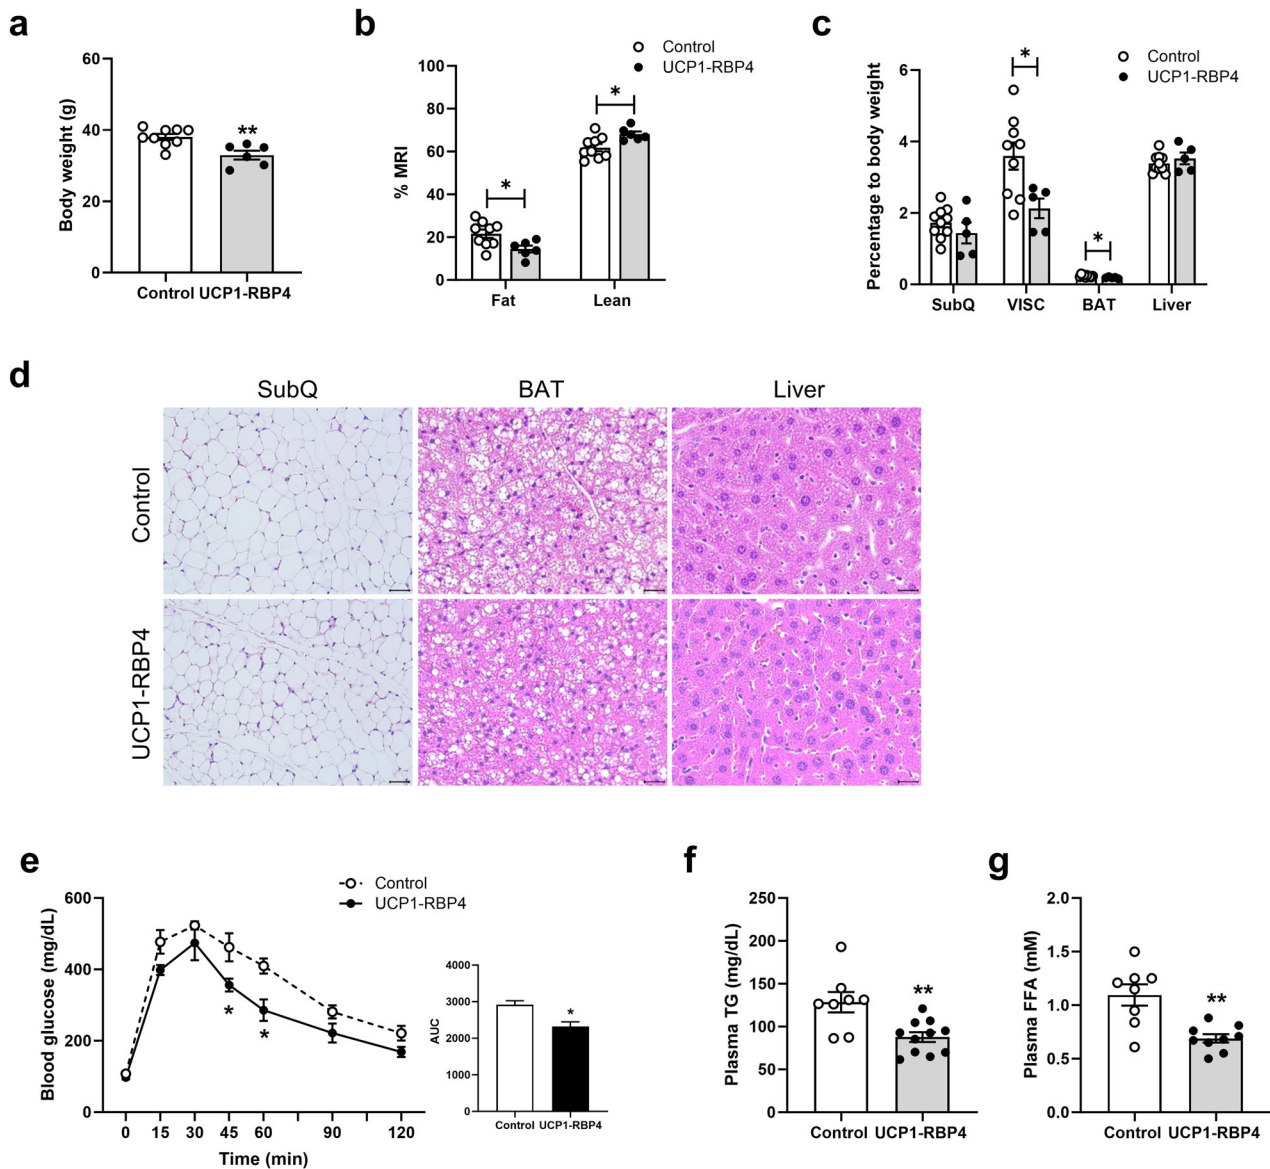 a
Body weight (g)
60
40
20
0
**
Control UCP1-RBP4
b
Control
UCP1-RBP4
% MRI
100
80
60
40
20
0
*
*
Fat
Lean
c
Control
UCP1-RBP4
Percentage to body weight
6
4
2
0
*
*
SubQ
VISC
BAT
Liver
d
SubQ
BAT
Liver
Control
UCP1-RBP4
e
Control
UCP1-RBP4
Blood glucose (mg/dL)
600
400
200
0
*
*
0
15
30
45
60
90
120
Time (min)
AUC
4000
3000
2000
1000
0
*
Control UCP1-RBP4
f
Plasma TG (mg/dL)
250
200
150
100
50
0
**
Control UCP1-RBP4
g
Plasma FFA (mM)
2.0
1.5
1.0
0.5
0.0
**
Control UCP1-RBP4